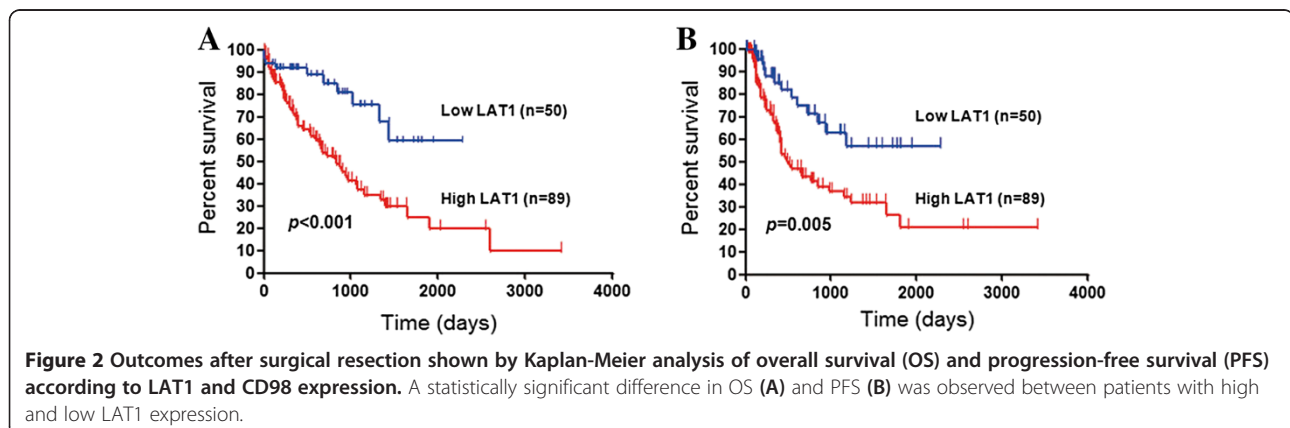 A
Percent survival
100
90
80
70
60
50
40
30
20
10
0
Low LAT1 (n=50)
High LAT1 (n=89)
p<0.001
0 1000 2000 3000 4000
Time (days)
B
Percent survival
100
90
80
70
60
50
40
30
20
10
0
Low LAT1 (n=50)
High LAT1 (n=89)
p=0.005
0 1000 2000 3000 4000
Time (days)
Figure 2 Outcomes after surgical resection shown by Kaplan-Meier analysis of overall survival (OS) and progression-free survival (PFS)
according to LAT1 and CD98 expression. A statistically significant difference in OS (A) and PFS (B) was observed between patients with high
and low LAT1 expression.